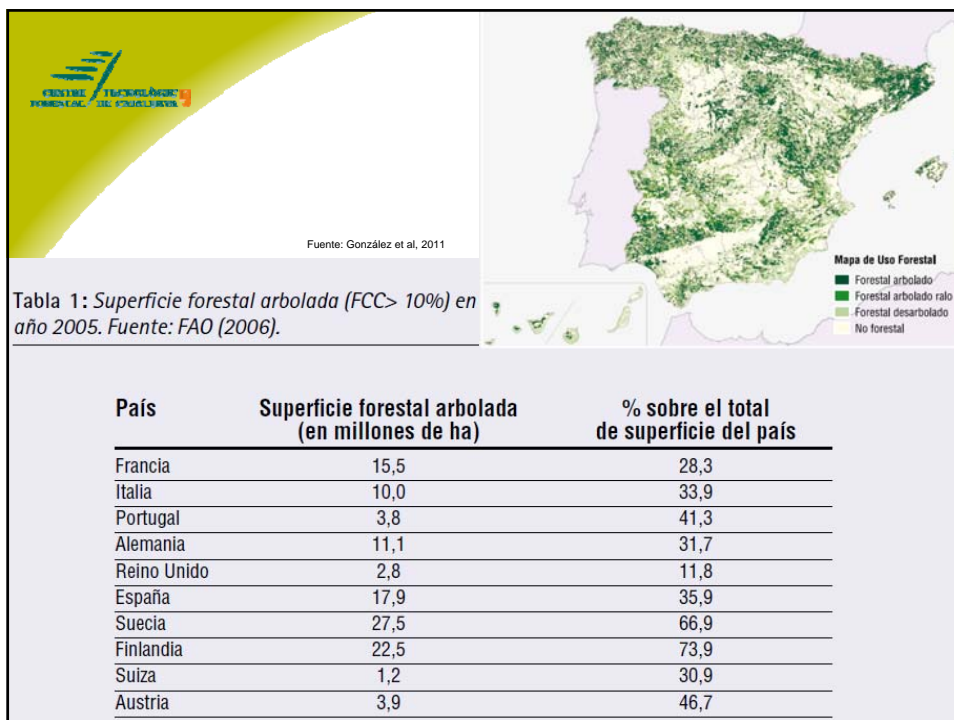 CENTRE TECNOLÒGIC
FORESTAL DE CATALUNYA
Fuente: González et al, 2011
Mapa de Uso Forestal
Forestal arbolado
Forestal arbolado ralo
Forestal desarbolado
No forestal
Tabla 1: Superficie forestal arbolada (FCC> 10%) en
año 2005. Fuente: FAO (2006).
País Superficie forestal arbolada % sobre el total
(en millones de ha) de superficie del país
Francia 15,5 28,3
Italia 10,0 33,9
Portugal 3,8 41,3
Alemania 11,1 31,7
Reino Unido 2,8 11,8
España 17,9 35,9
Suecia 27,5 66,9
Finlandia 22,5 73,9
Suiza 1,2 30,9
Austria 3,9 46,7